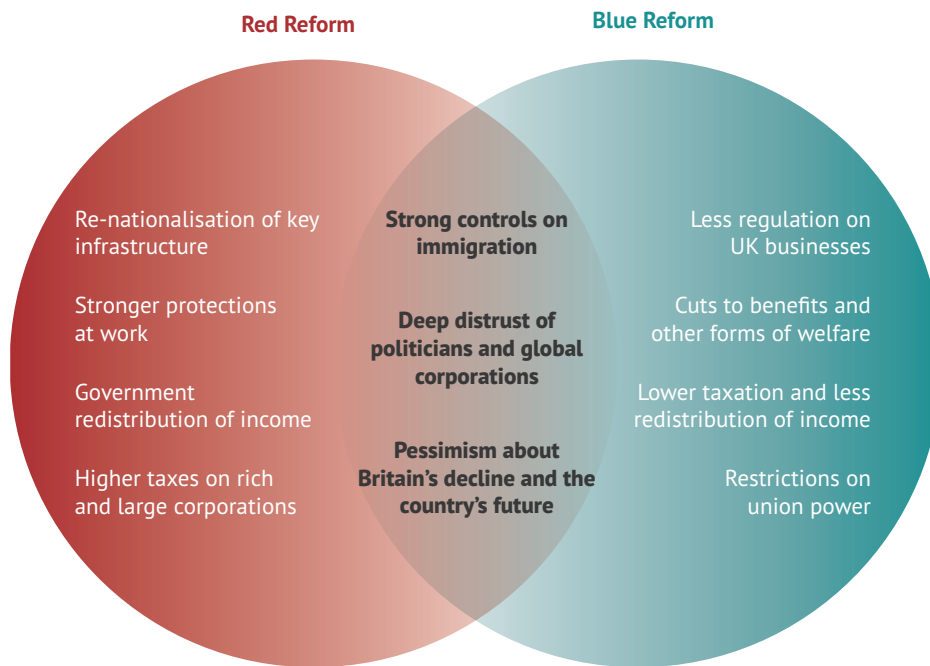 Red Reform
Blue Reform
Re-nationalisation of key
infrastructure
Stronger protections
at work
Government
redistribution of income
Higher taxes on rich
and large corporations
Strong controls on
immigration
Deep distrust of
politicians and global
corporations
Pessimism about
Britain’s decline and the
country’s future
Less regulation on
UK businesses
Cuts to benefits and
other forms of welfare
Lower taxation and less
redistribution of income
Restrictions on
union power